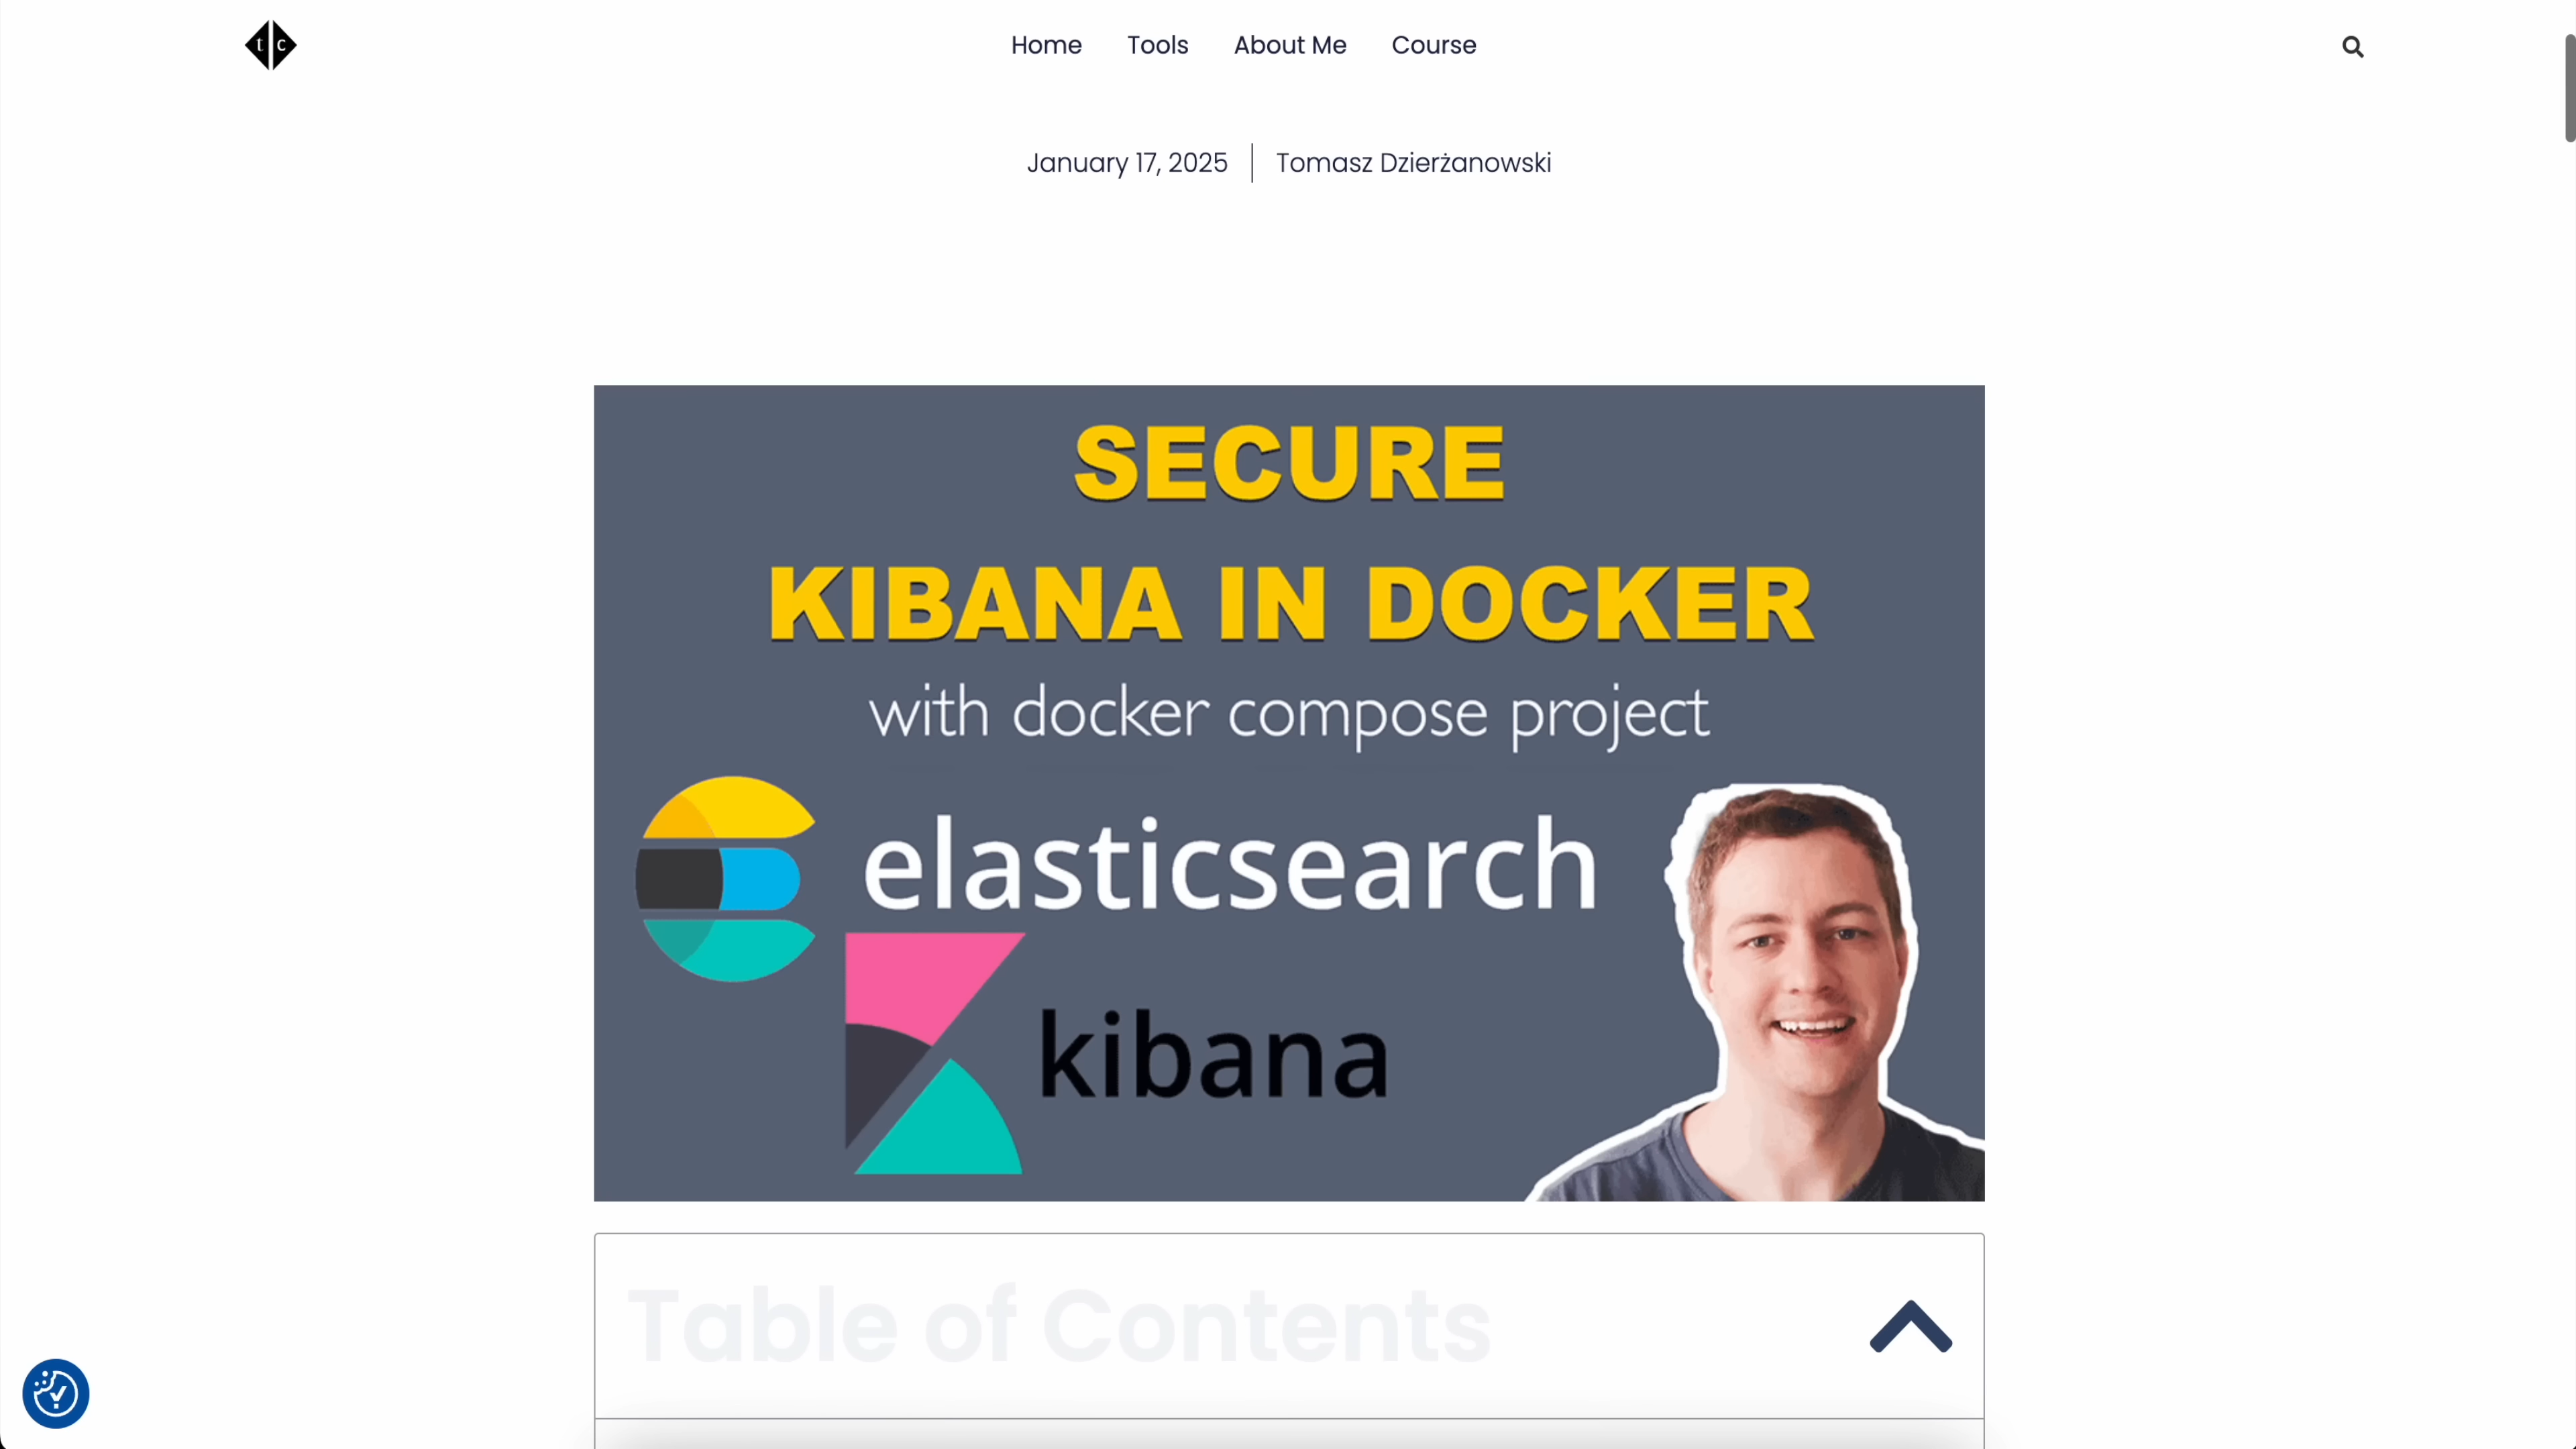 t c
Home Tools About Me Course
January 17, 2025 Tomasz Dzierżanowski
SECURE
KIBANA IN DOCKER
with docker compose project
elasticsearch
kibana
Table of Contents